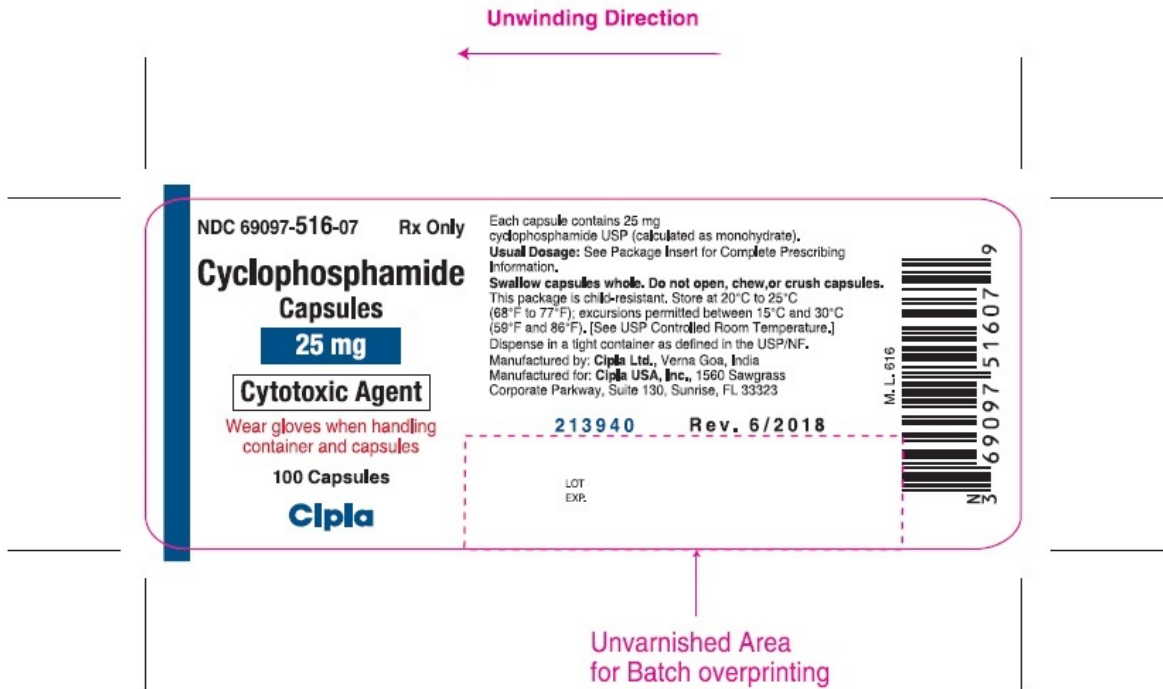 Unwinding Direction
NDC 69097-516-07 Rx Only
Cyclophosphamide
Capsules
25 mg
Cytotoxic Agent
Wear gloves when handling
container and capsules
100 Capsules
Cipla
Each capsule contains 25 mg
cyclophosphamide USP (calculated as monohydrate).
Usual Dosage: See Package Insert for Complete Prescribing
Information.
Swallow capsules whole. Do not open, chew,or crush capsules.
This package is child-resistant. Store at 20°C to 25°C
(68°F to 77°F); excursions permitted between 15°C and 30°C
(59°F and 86°F). [See USP Controlled Room Temperature.]
Dispense in a tight container as defined in the USP/NF.
Manufactured by: Cipla Ltd., Verna Goa, India
Manufactured for: Cipla USA, Inc., 1560 Sawgrass
Corporate Parkway, Suite 130, Sunrise, FL 33323
213940 Rev. 6/2018
LOT
EXP.
M. L. 616
N 3 69097 51607 9
Unvarnished Area
for Batch overprinting